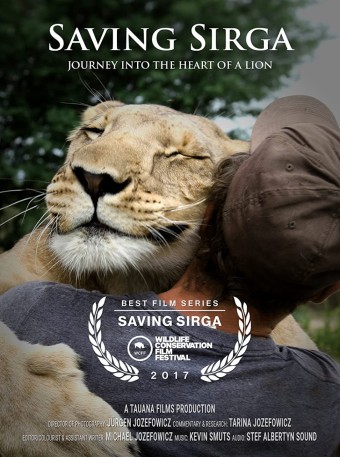 SAVING SIRGA
JOURNEY INTO THE HEART OF A LION
BEST FILM SERIES
SAVING SIRGA
WCFF
WILDLIFE
CONSERVATION
FILM
FESTIVAL
2017
A TAUANA FILMS PRODUCTION
DIRECTOR OF PHOTOGRAPHY: JURGEN JOZEFOWICZ COMMENTARY & RESEARCH: TARINA JOZEFOWICZ
EDITOR/COLOURIST & ASSISTANT WRITER: MICHAEL JOZEFOWICZ MUSIC: KEVIN SMUTS AUDIO: STEF ALBERTYN SOUND